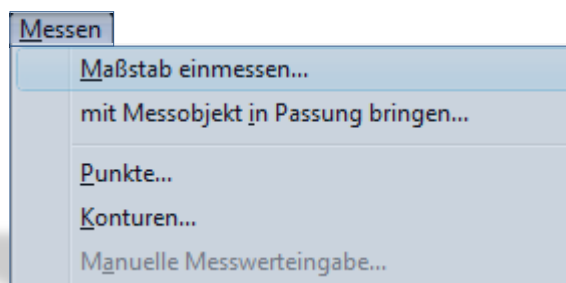 Messen
Maßstab einmessen...
mit Messobjekt in Passung bringen...
Punkte...
Konturen...
Manuelle Messwerteingabe...